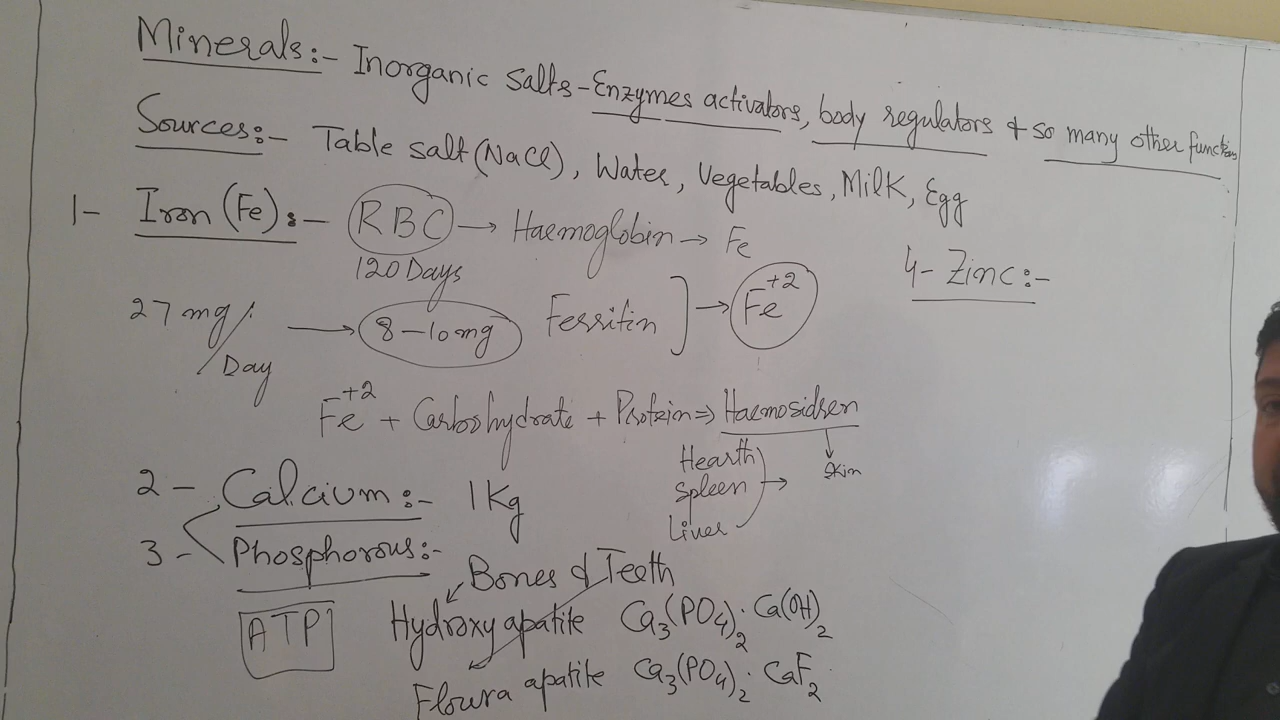 Minerals:- Inorganic Salts - Enzymes activators, body regulators & so many other functions
Sources:- Table salt (NaCl), Water, Vegetables, Milk, Egg
1- Iron (Fe):- RBC → Haemoglobin → Fe
120 Days
4- Zinc:-
27 mg/Day → 8-10mg Ferritin ] → Fe+2
Fe+2 + Carbohydrate + Protein ⇒ Haemosidren
Hearth
Spleen →
Liver
Skin
2- Calcium:- 1 Kg
3- Phosphorous:-
Bones & Teeth
ATP
Hydroxy apatite Ca3(PO4)2. Ca(OH)2
Floura apatite Ca3(PO4)2. CaF2